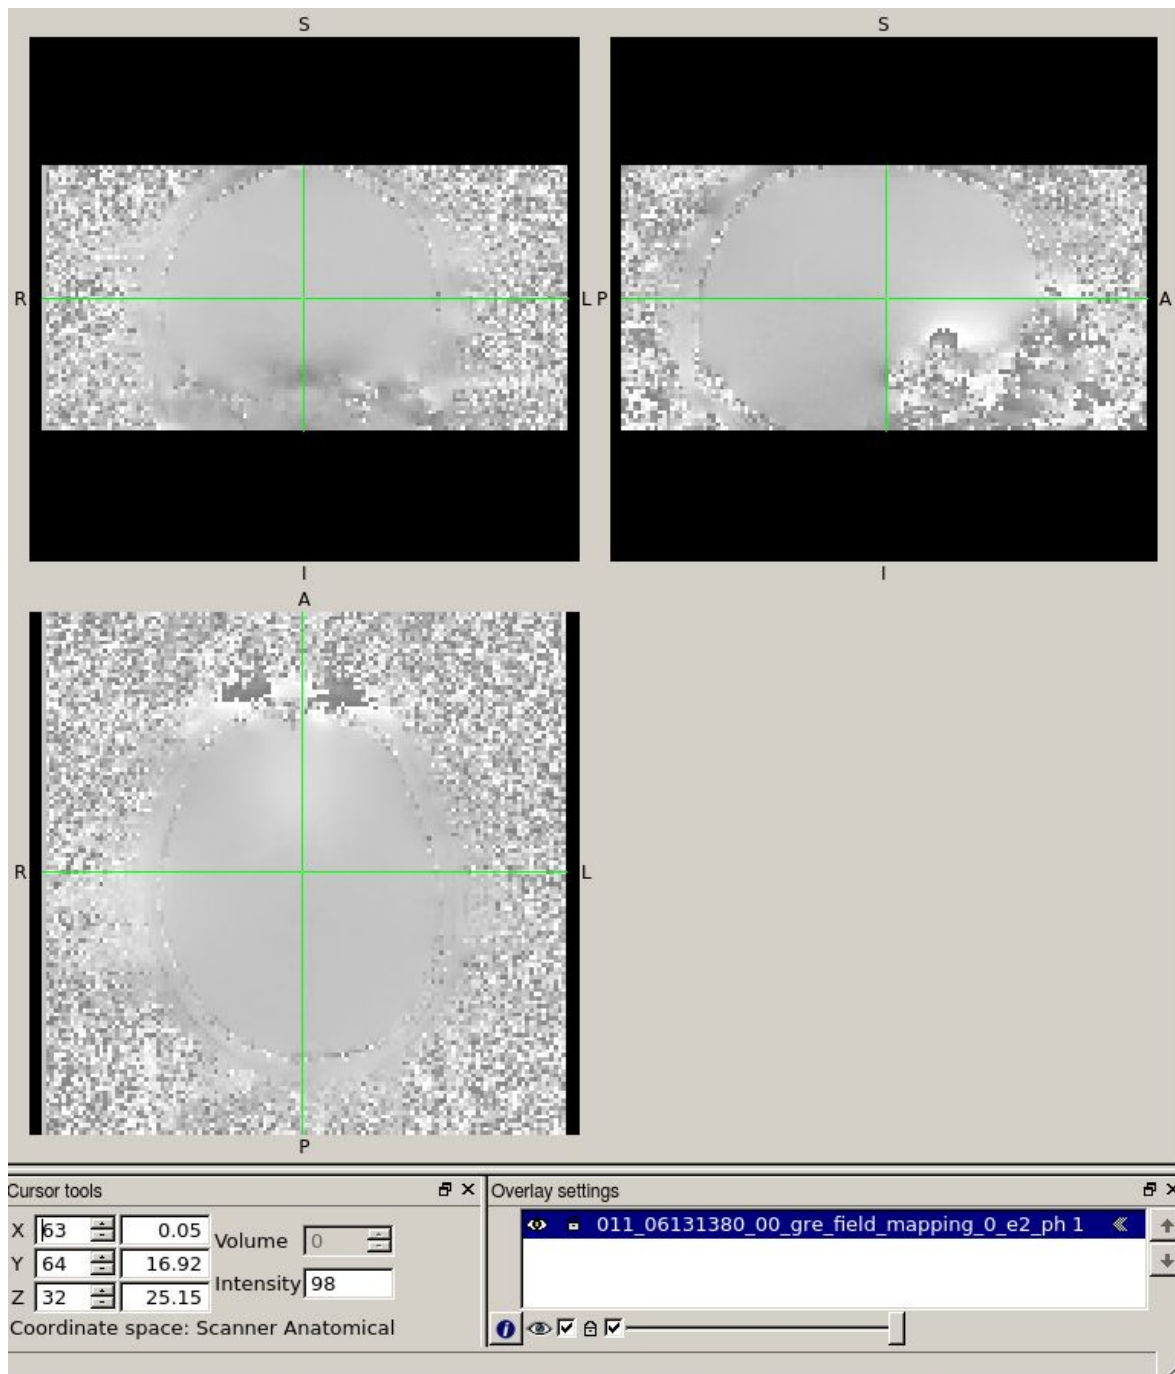 S S
R L P A
I I
A
R L
P
Cursor tools Overlay settings
X 63 0.05 Volume 0
Y 64 16.92 Intensity 98
Z 32 25.15
Coordinate space: Scanner Anatomical
011_06131380_00_gre_field_mapping_0_e2_ph 1